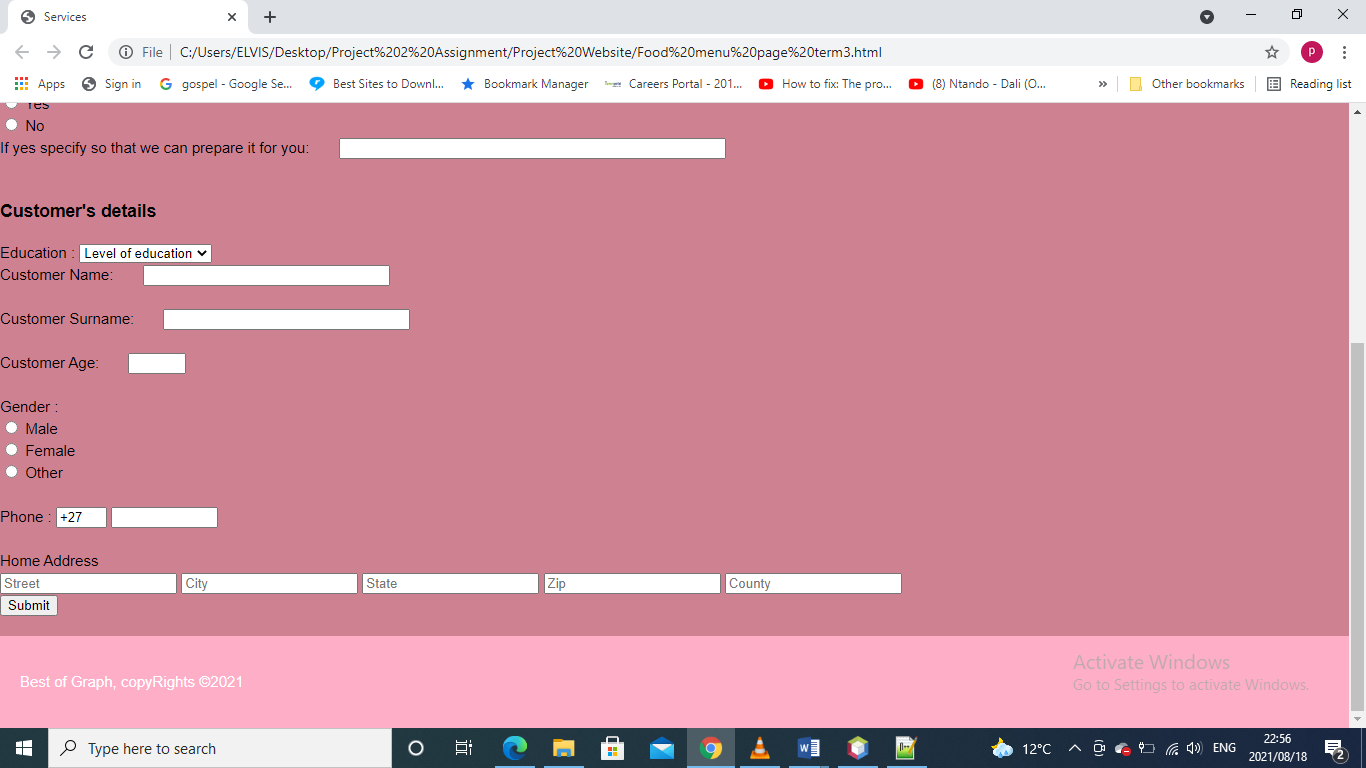 Services
File C:/Users/ELVIS/Desktop/Project%202%20Assignment/Project%20Website/Food%20menu%20page%20term3.html P
Apps Sign in gospel - Google Se... Best Sites to Downl... Bookmark Manager Careers Portal - 201... How to fix: The pro... (8) Ntando - Dali (O... » Other bookmarks Reading list
Yes
No
If yes specify so that we can prepare it for you:
Customer's details
Education : Level of education
Customer Name:
Customer Surname:
Customer Age:
Gender :
Male
Female
Other
Phone : +27
Home Address
Street City State Zip County
Submit
Activate Windows
Go to Settings to activate Windows.
Best of Graph, copyRights ©2021
Type here to search 12°C ENG 22:56
2021/08/18 2